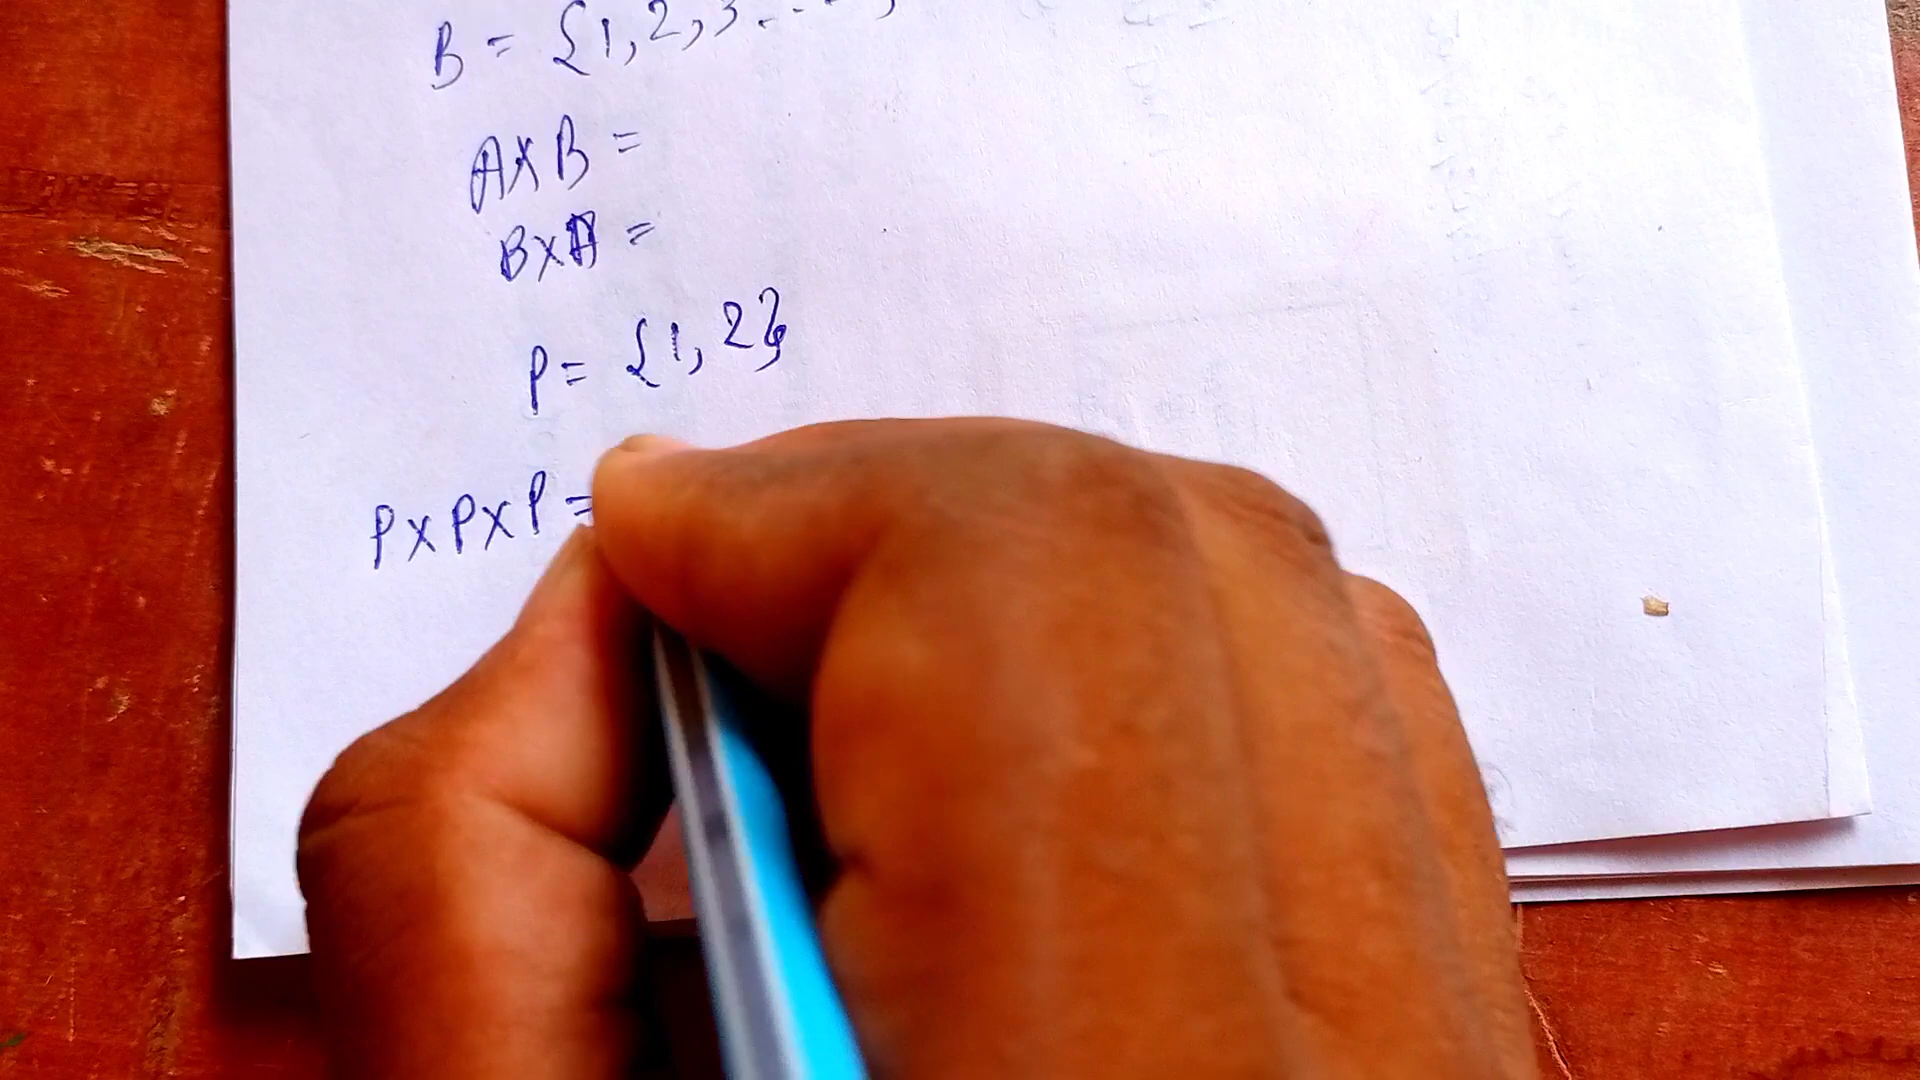 B = {1, 2, 3...
A X B =
B X A =
P = {1, 2}
P X P X P =